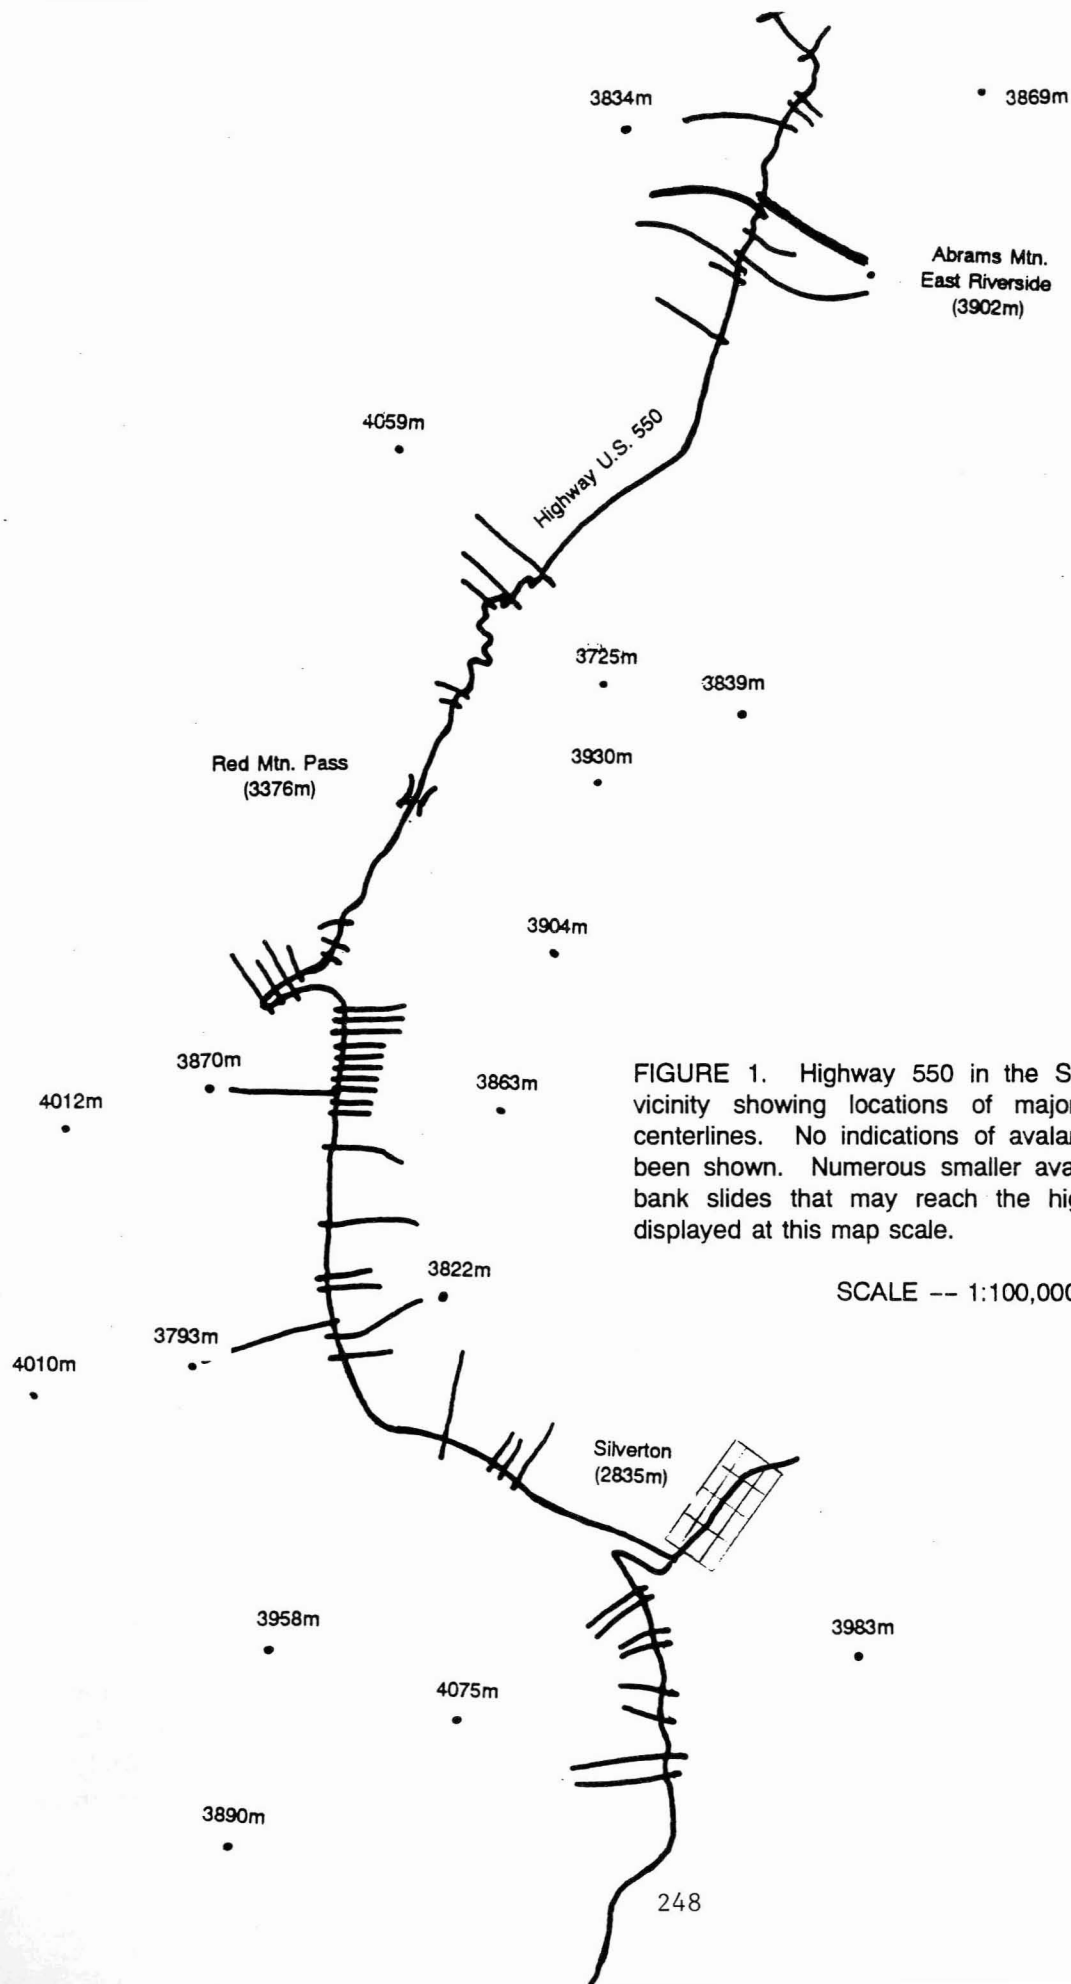 3834m
3869m
Abrams Mtn.
East Riverside
(3902m)
4059m
Highway U.S. 550
3725m
3839m
Red Mtn. Pass
(3376m)
3930m
3904m
3870m
4012m
3863m
FIGURE 1. Highway 550 in the S
vicinity showing locations of major
centerlines. No indications of avala
been shown. Numerous smaller ava
bank slides that may reach the hig
displayed at this map scale.
3822m
SCALE -- 1:100,000
3793m
4010m
Silverton
(2835m)
3958m
3983m
4075m
3890m
248